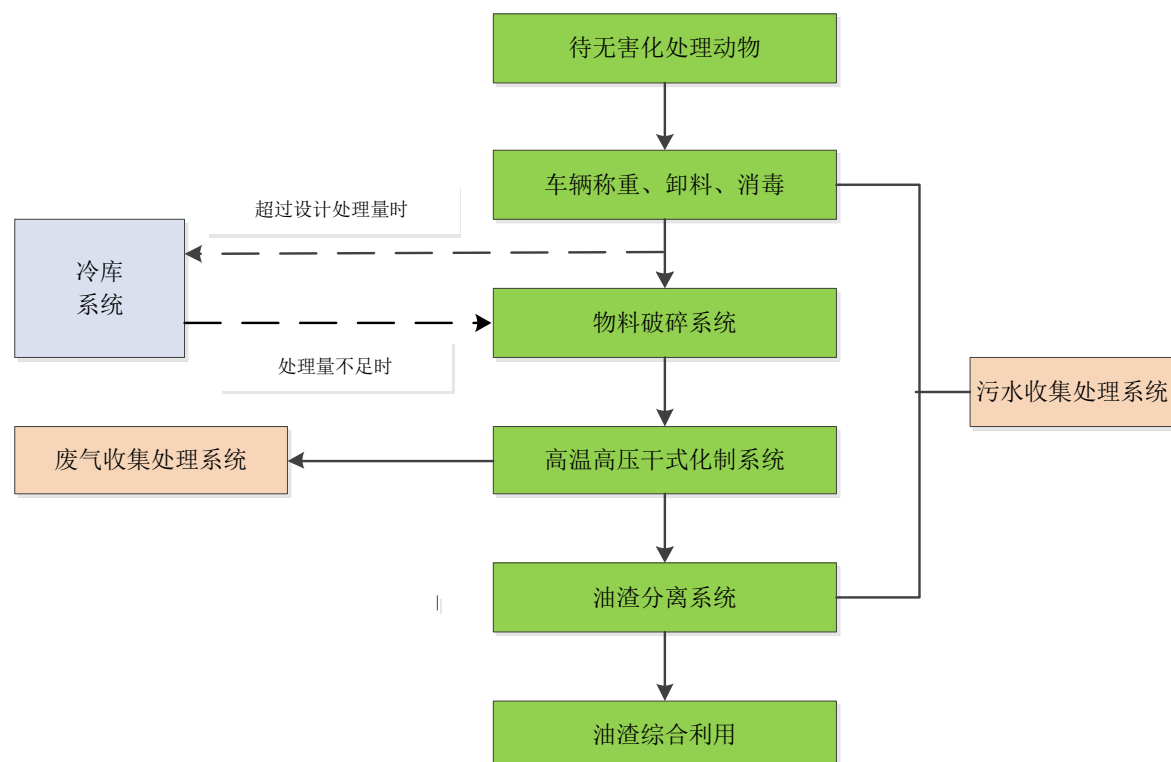 待无害化处理动物
车辆称重、卸料、消毒
超过设计处理量时
冷库
系统
物料破碎系统
处理量不足时
污水收集处理系统
废气收集处理系统
高温高压干式化制系统
油渣分离系统
油渣综合利用